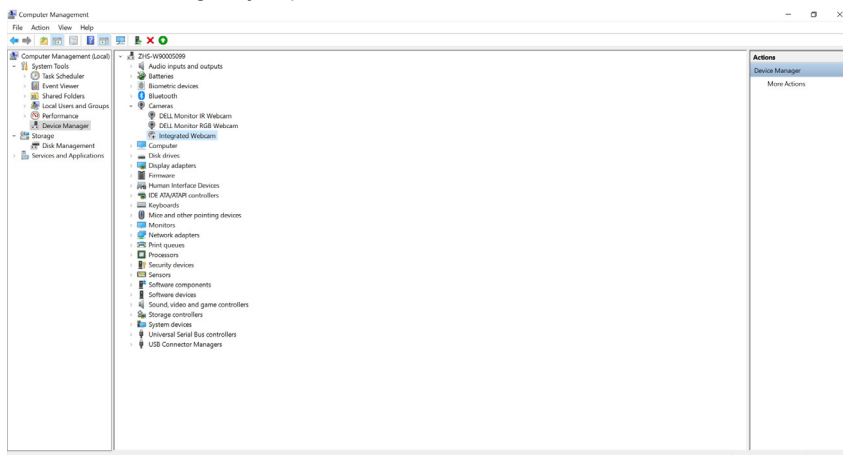 Computer Management
File Action View Help
Computer Management (Local)
System Tools
Task Scheduler
Event Viewer
Shared Folders
Local Users and Groups
Performance
Device Manager
Storage
Disk Management
Services and Applications
ZHS-W90005099
Audio inputs and outputs
Batteries
Biometric devices
Bluetooth
Cameras
DELL Monitor IR Webcam
DELL Monitor RGB Webcam
Integrated Webcam
Computer
Disk drives
Display adapters
Firmware
Human Interface Devices
IDE ATA/ATAPI controllers
Keyboards
Mice and other pointing devices
Monitors
Network adapters
Print queues
Processors
Security devices
Sensors
Software components
Software devices
Sound, video and game controllers
Storage controllers
System devices
Universal Serial Bus controllers
USB Connector Managers
Actions
Device Manager
More Actions